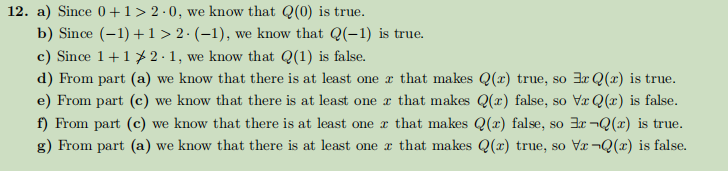 12. a) Since 0 + 1 > 2 · 0, we know that Q(0) is true.
b) Since (−1) + 1 > 2 · (−1), we know that Q(−1) is true.
c) Since 1 + 1 ≯ 2 · 1, we know that Q(1) is false.
d) From part (a) we know that there is at least one x that makes Q(x) true, so ∃x Q(x) is true.
e) From part (c) we know that there is at least one x that makes Q(x) false, so ∀x Q(x) is false.
f) From part (c) we know that there is at least one x that makes Q(x) false, so ∃x ¬Q(x) is true.
g) From part (a) we know that there is at least one x that makes Q(x) true, so ∀x ¬Q(x) is false.